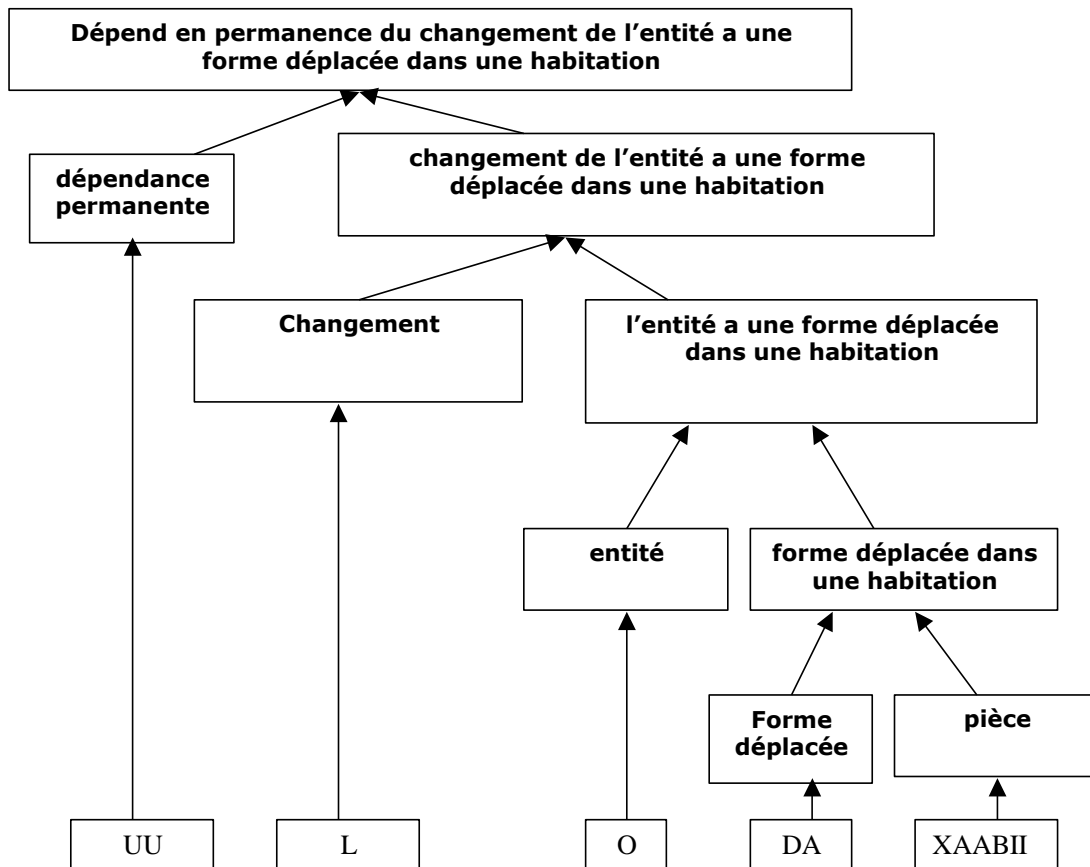 Dépend en permanence du changement de l’entité a une
forme déplacée dans une habitation
dépendance
permanente
changement de l’entité a une forme
déplacée dans une habitation
Changement
l’entité a une forme déplacée
dans une habitation
entité
forme déplacée dans
une habitation
Forme
déplacée
pièce
UU
L
O
DA
XAABII